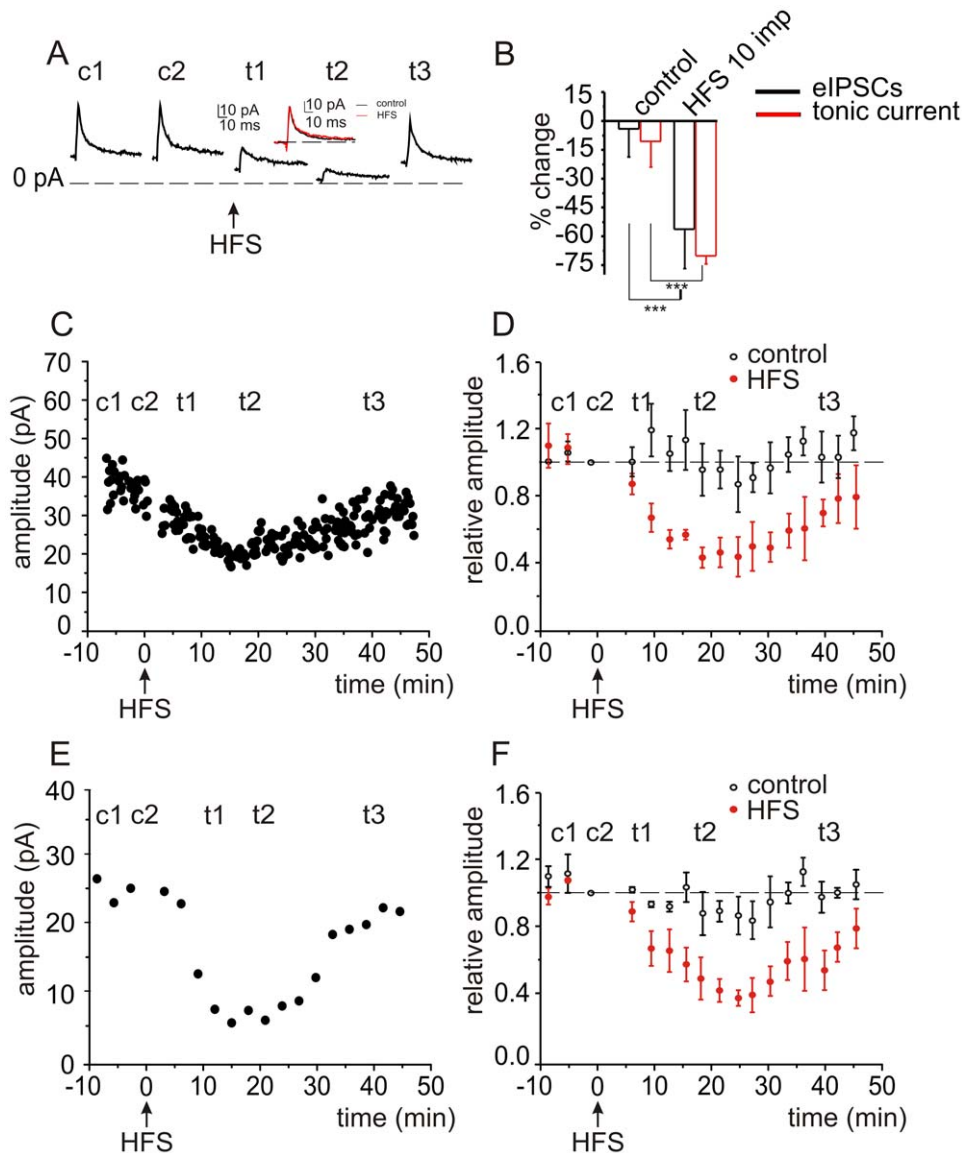 A
c1 c2 t1 t2 t3
10 pA
10 ms
10 pA
10 ms
control
HFS
0 pA
HFS
B
control
HFS 10 imp
eIPSCs
tonic current
% change
15
0
-15
-30
-45
-60
-75
***
***
C
amplitude (pA)
70
60
50
40
30
20
10
0
c1 c2 t1 t2 t3
-10 0 10 20 30 40 50
HFS
time (min)
D
relative amplitude
1.6
1.2
0.8
0.4
0.0
control
HFS
c1 c2 t1 t2 t3
-10 0 10 20 30 40 50
HFS
time (min)
E
amplitude (pA)
40
30
20
10
0
c1 c2 t1 t2 t3
-10 0 10 20 30 40 50
HFS
time (min)
F
relative amplitude
1.6
1.2
0.8
0.4
0.0
control
HFS
c1 c2 t1 t2 t3
-10 0 10 20 30 40 50
HFS
time (min)